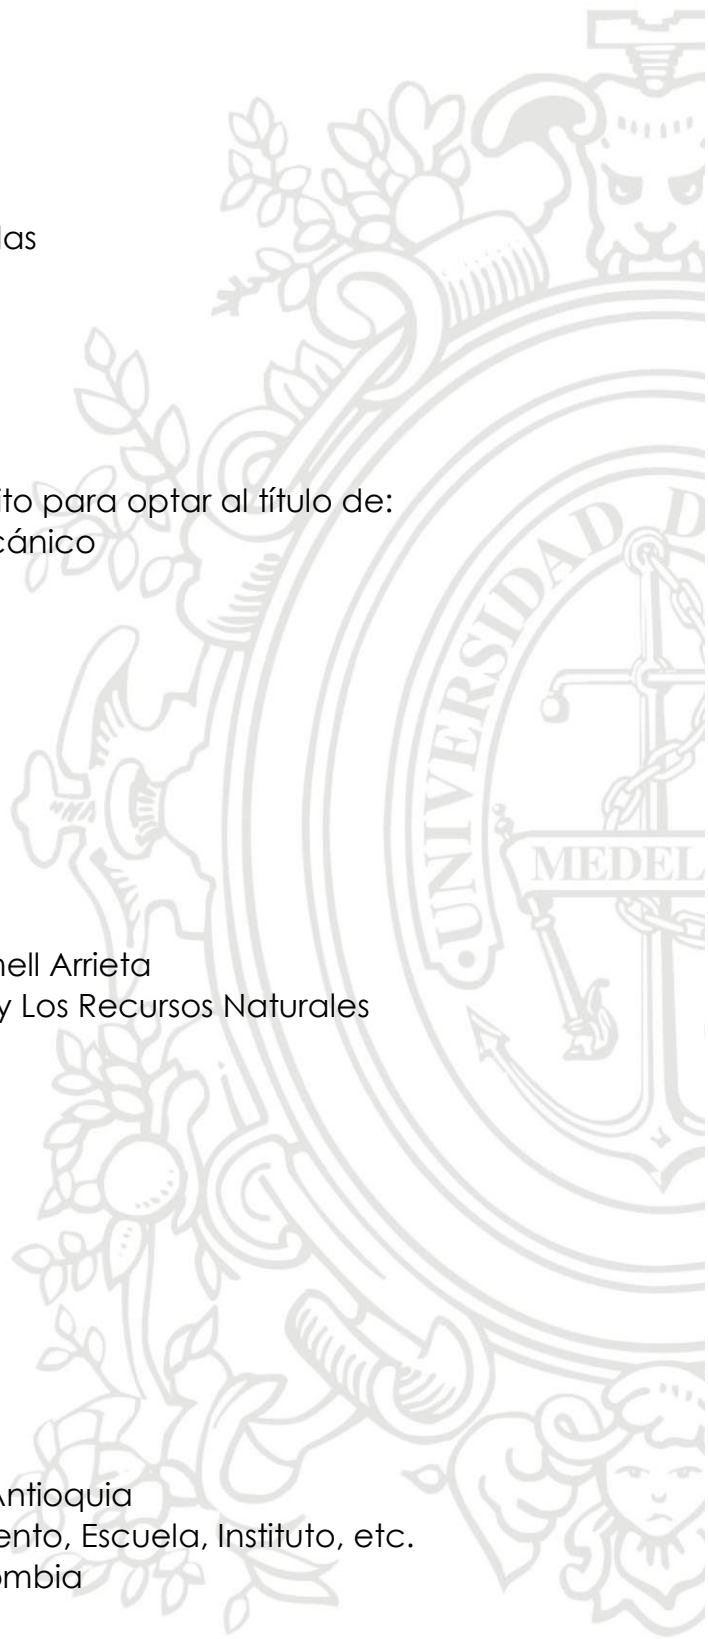 las
ito para optar al título de:
cánico
UNIVERSIDAD D
MEDEL
nell Arrieta
y Los Recursos Naturales
Antioquia
ento, Escuela, Instituto, etc.
ombia